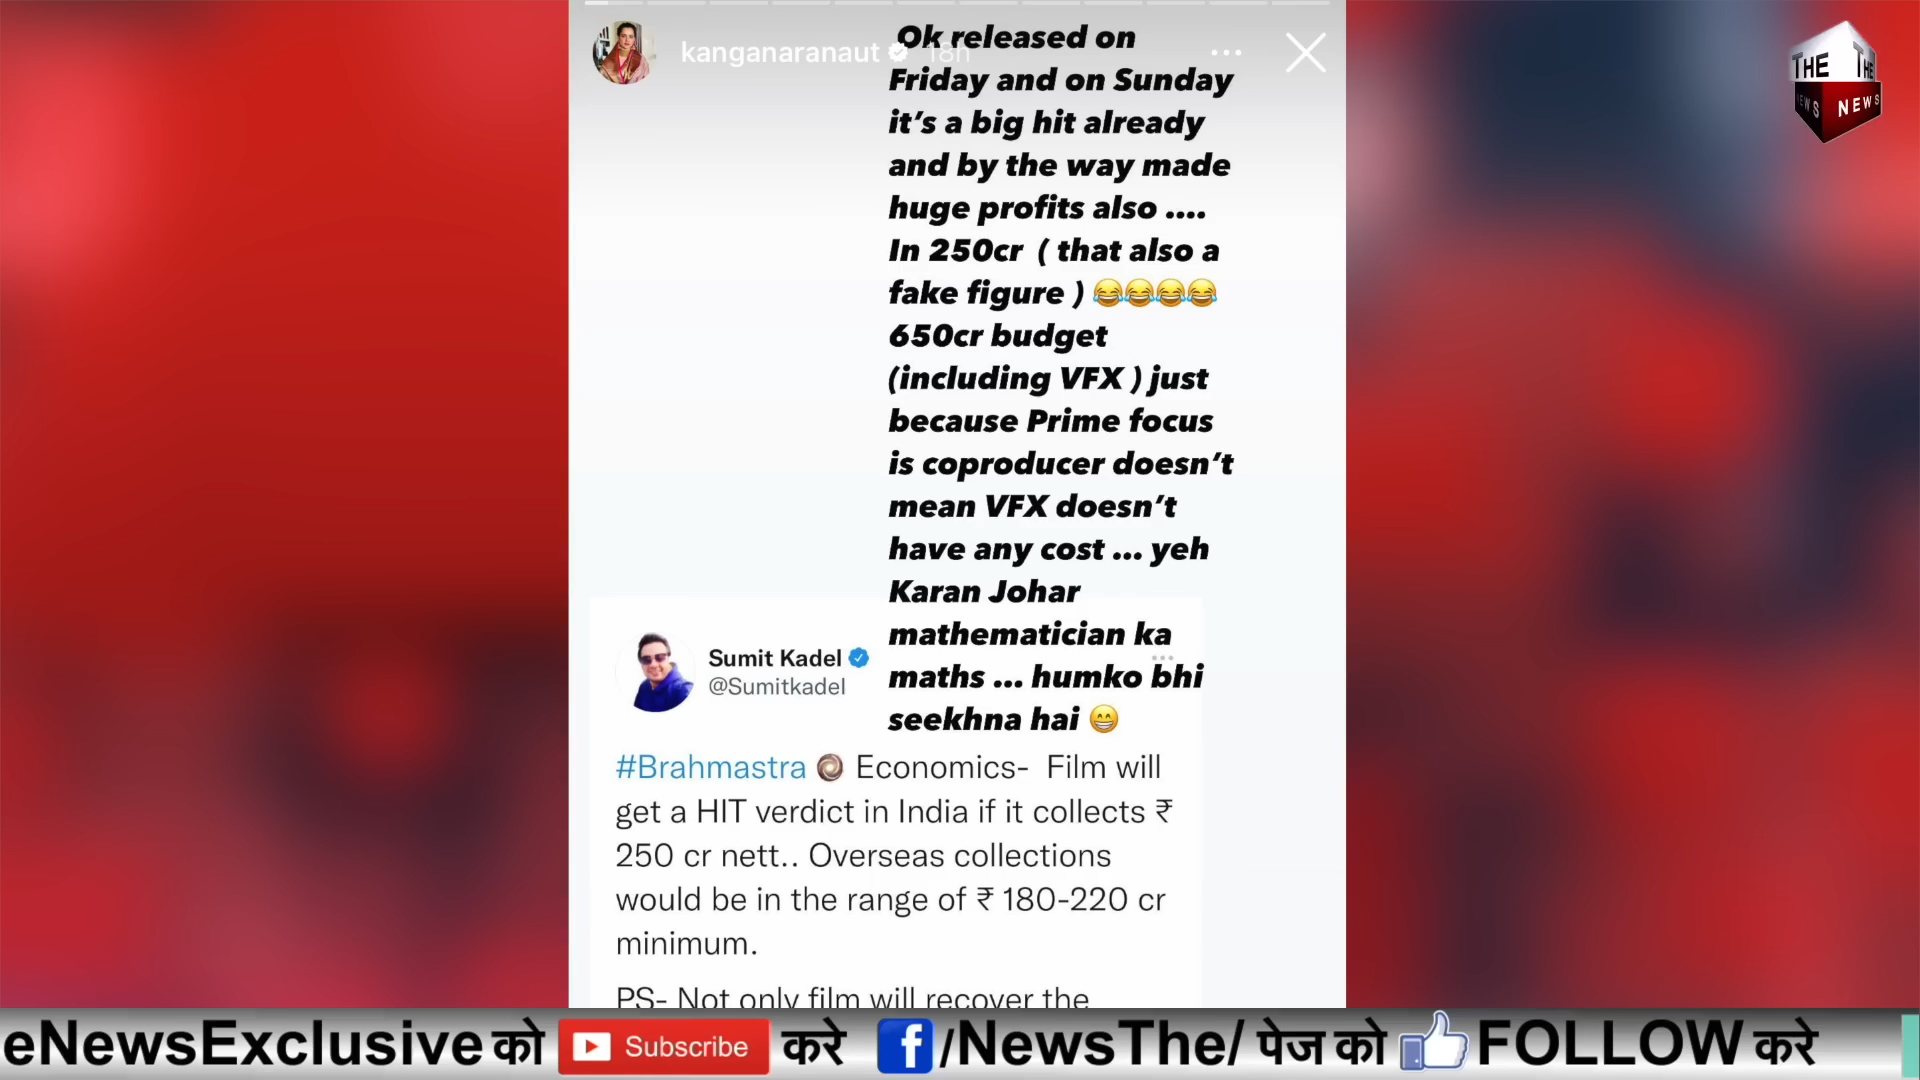 kanganaranaut 18h
Ok released on
Friday and on Sunday
it's a big hit already
and by the way made
huge profits also ....
In 250cr ( that also a
fake figure ) 😂😂😂😂
650cr budget
(including VFX ) just
because Prime focus
is coproducer doesn't
mean VFX doesn't
have any cost ... yeh
Karan Johar
mathematician ka
maths ... humko bhi
seekhna hai 😁
Sumit Kadel
@Sumitkadel
#Brahmastra Economics- Film will
get a HIT verdict in India if it collects ₹
250 cr nett.. Overseas collections
would be in the range of ₹ 180-220 cr
minimum.
PS- Not only film will recover the
THE THE
NEWS NEWS
eNewsExclusive को Subscribe करे f/NewsThe/ पेज को FOLLOW करे